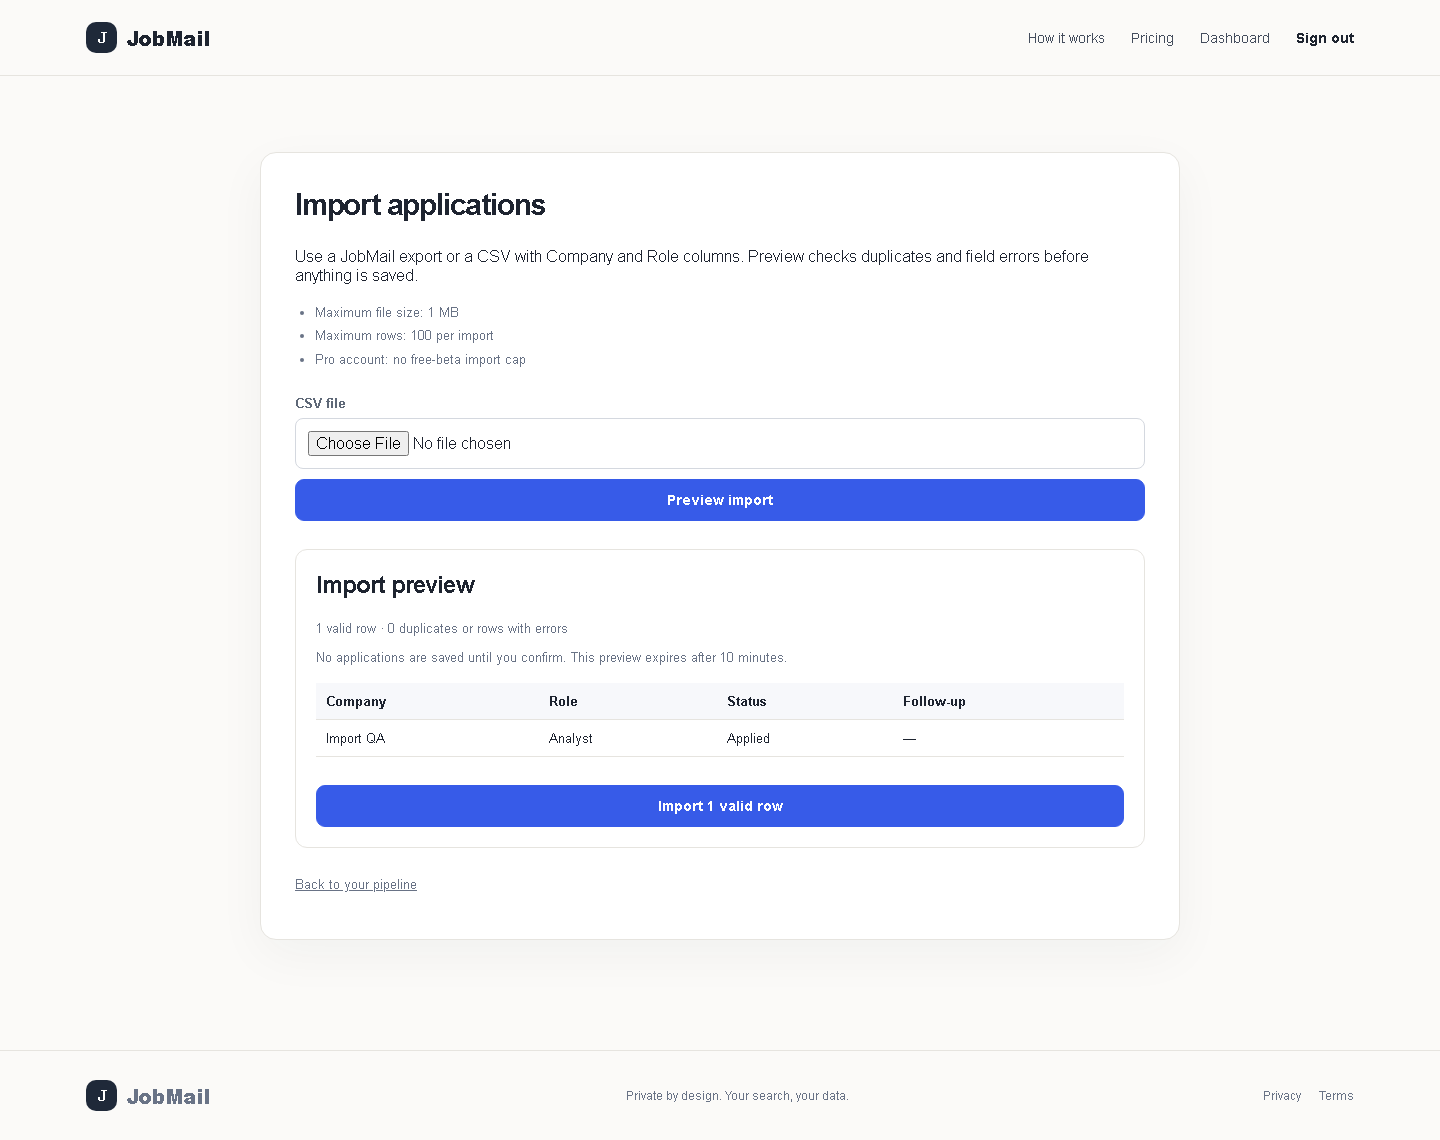 J JobMail How it works Pricing Dashboard Sign out
Import applications
Use a JobMail export or a CSV with Company and Role columns. Preview checks duplicates and field errors before
anything is saved.
• Maximum file size: 1 MB
• Maximum rows: 100 per import
• Pro account: no free-beta import cap
CSV file
Choose File No file chosen
Preview import
Import preview
1 valid row · 0 duplicates or rows with errors
No applications are saved until you confirm. This preview expires after 10 minutes.
Company Role Status Follow-up
Import QA Analyst Applied —
Import 1 valid row
Back to your pipeline
J JobMail Private by design. Your search, your data. Privacy Terms